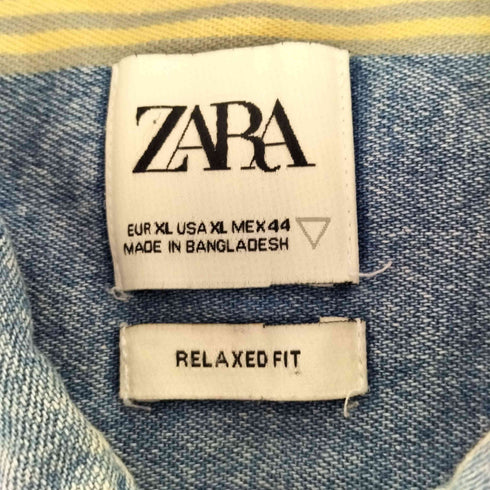 ZARA
EUR XL USA XL MEX 44
MADE IN BANGLADESH
RELAXED FIT